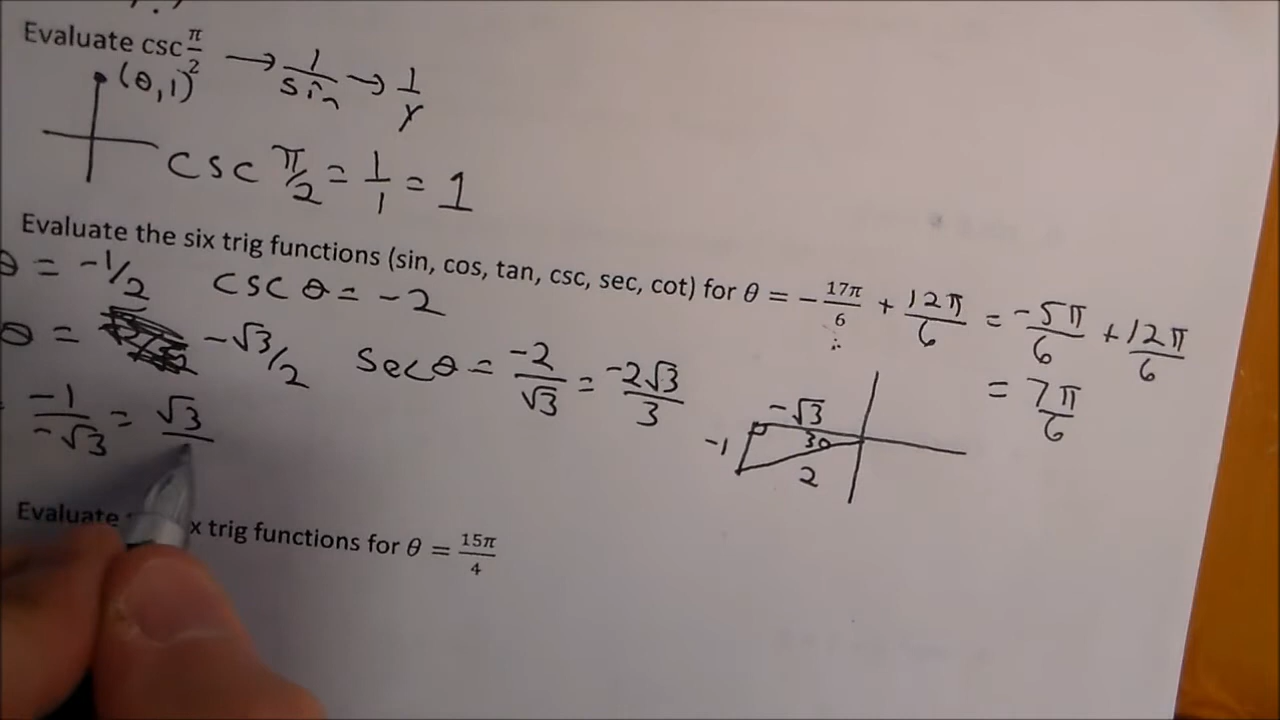 Evaluate csc π/2 → 1/sin → 1/y
(0,1)
csc π/2 = 1/1 = 1
Evaluate the six trig functions (sin, cos, tan, csc, sec, cot) for θ = − 17π/6 + 12π/6 = -5π/6 + 12π/6
= 7π/6
θ = -1/2 csc θ = -2
θ = -√3/2 sec θ = -2/√3 = -2√3/3
-1/-√3 = √3
-√3
-1
30
2
Evaluate six trig functions for θ = 15π/4